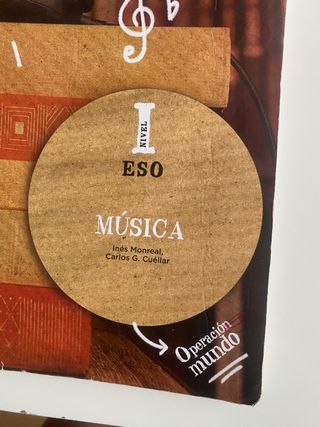 I
NIVEL
ESO
MÚSICA
Inés Monreal,
Carlos G. Cuéllar
Operación
mundo